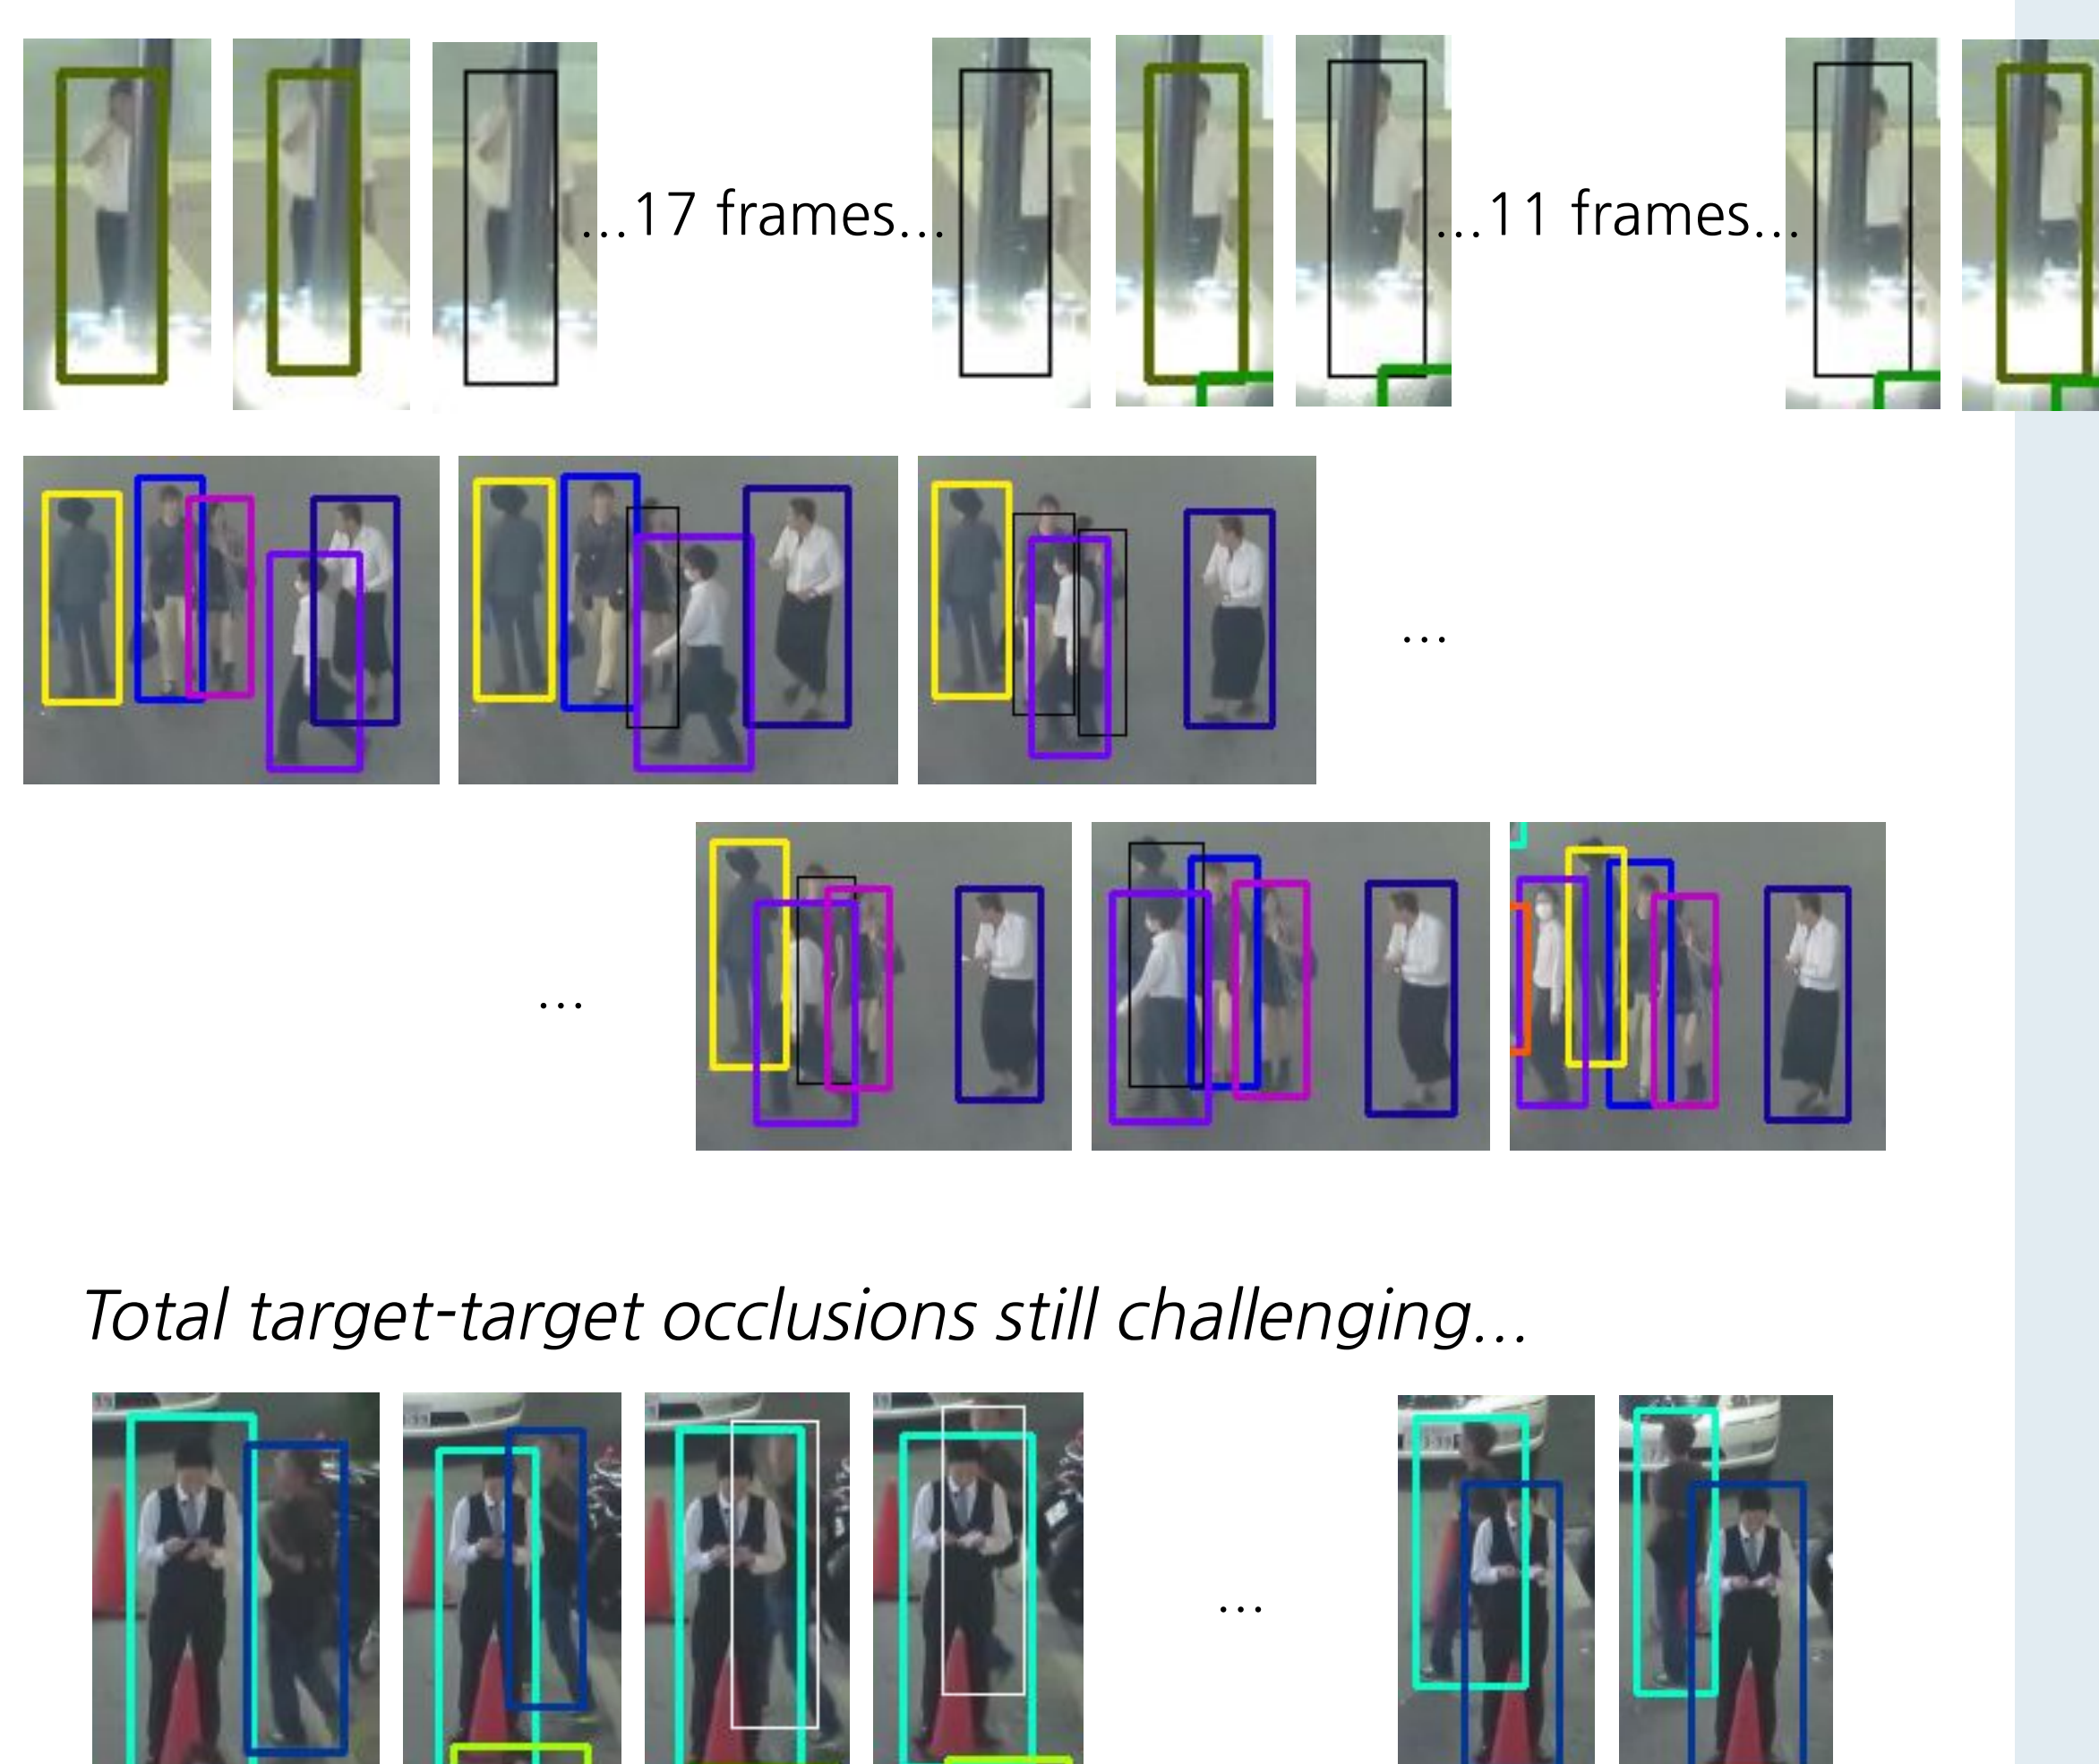 ...17 frames...
...11 frames...
...
...
Total target-target occlusions still challenging...
...